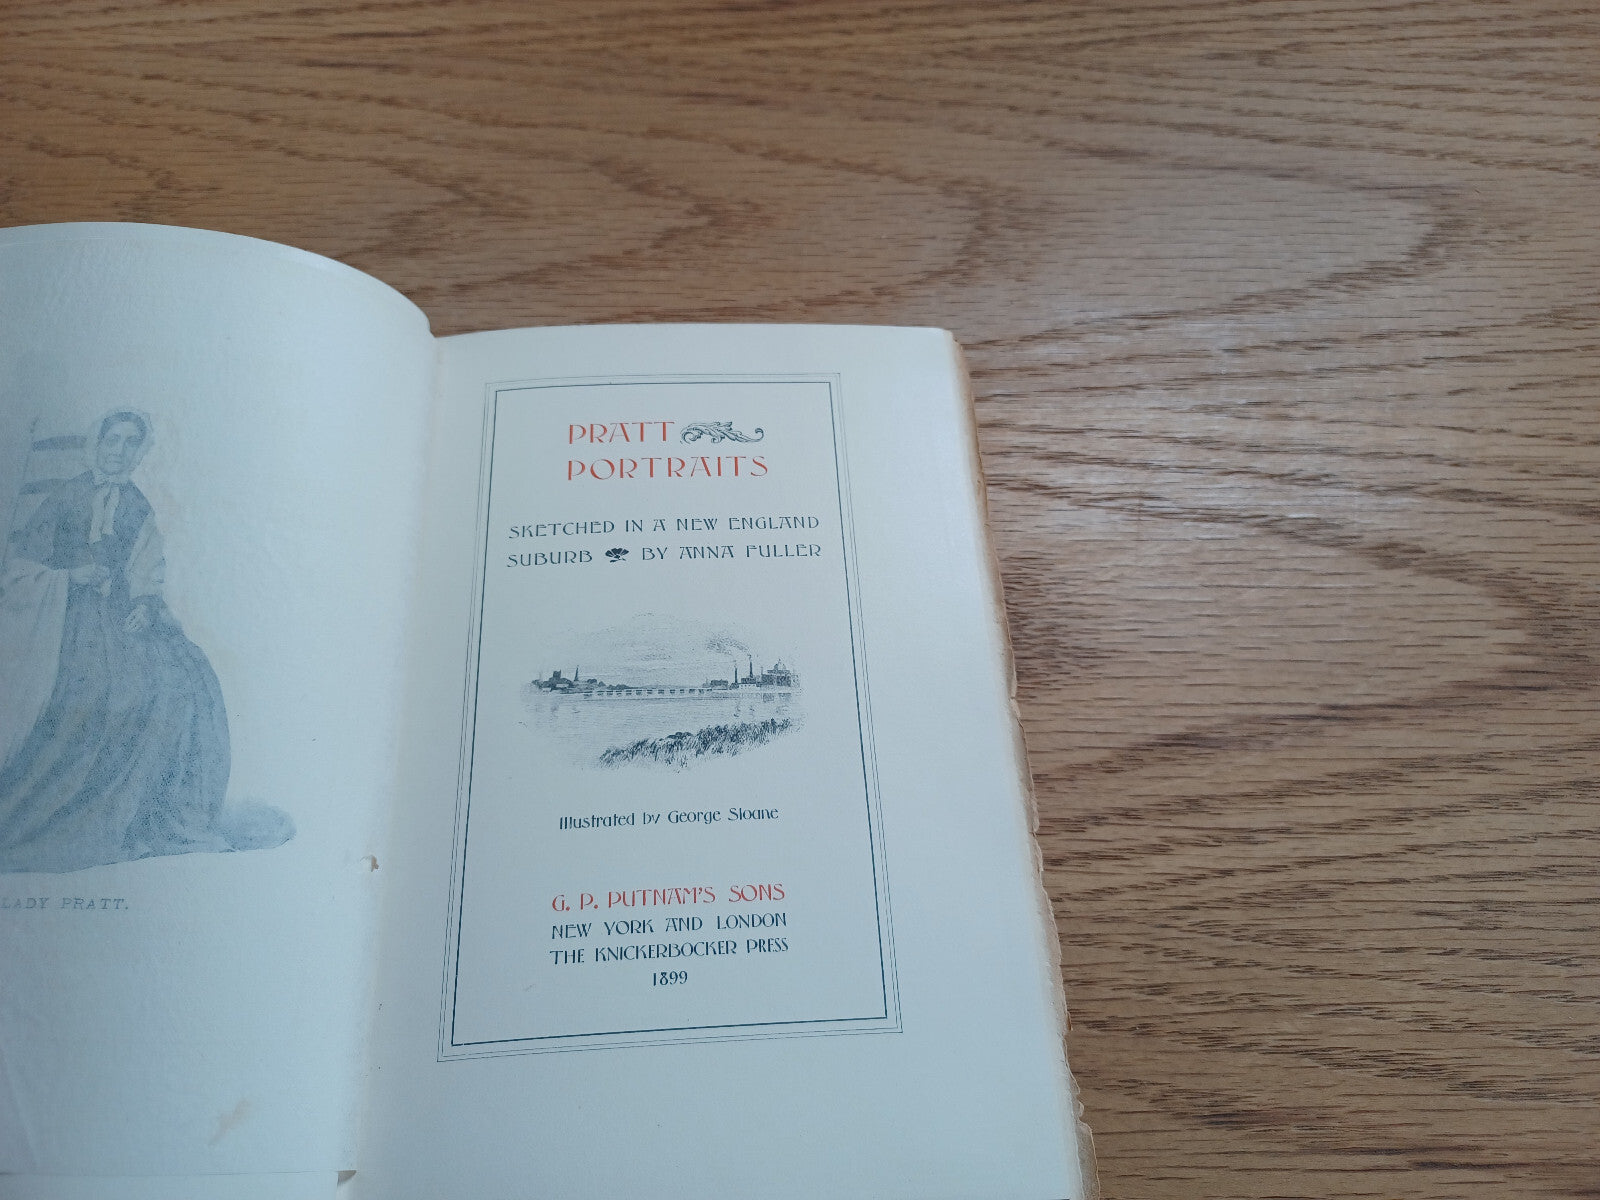 LADY PRATT.
PRATT
PORTRAITS
SKETCHED IN A NEW ENGLAND
SUBURB BY ANNA FULLER
Illustrated by George Sloane
G. P. PUTNAM'S SONS
NEW YORK AND LONDON
THE KNICKERBOCKER PRESS
1899